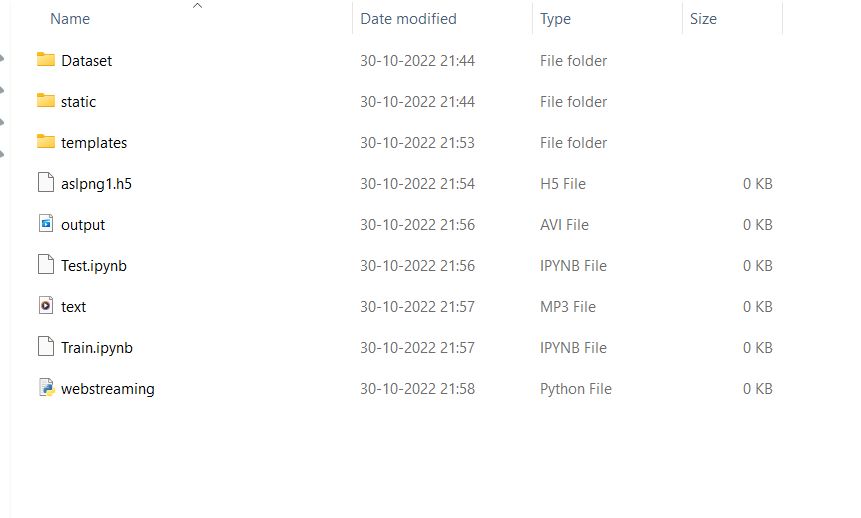 Name Date modified Type Size
Dataset 30-10-2022 21:44 File folder
static 30-10-2022 21:44 File folder
templates 30-10-2022 21:53 File folder
aslpng1.h5 30-10-2022 21:54 H5 File 0 KB
output 30-10-2022 21:56 AVI File 0 KB
Test.ipynb 30-10-2022 21:56 IPYNB File 0 KB
text 30-10-2022 21:57 MP3 File 0 KB
Train.ipynb 30-10-2022 21:57 IPYNB File 0 KB
webstreaming 30-10-2022 21:58 Python File 0 KB